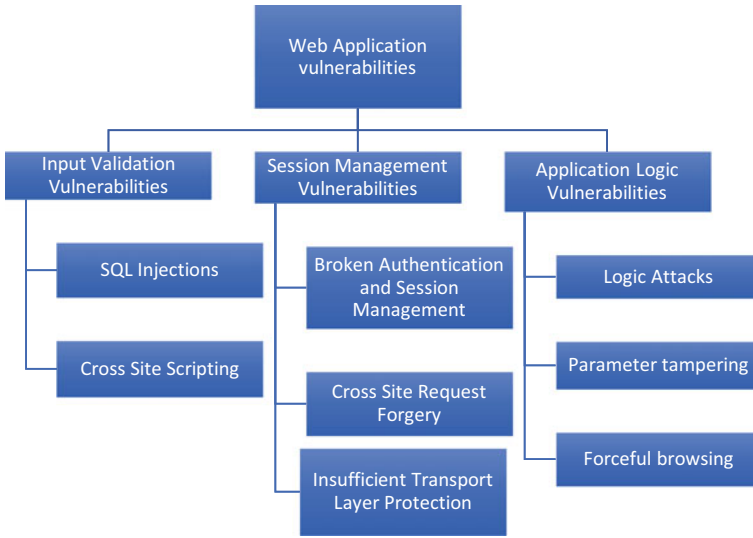 Web Application
vulnerabilities
Input Validation
Vulnerabilities
Session Management
Vulnerabilities
Application Logic
Vulnerabilities
SQL Injections
Cross Site Scripting
Broken Authentication
and Session
Management
Cross Site Request
Forgery
Insufficient Transport
Layer Protection
Logic Attacks
Parameter tampering
Forceful browsing